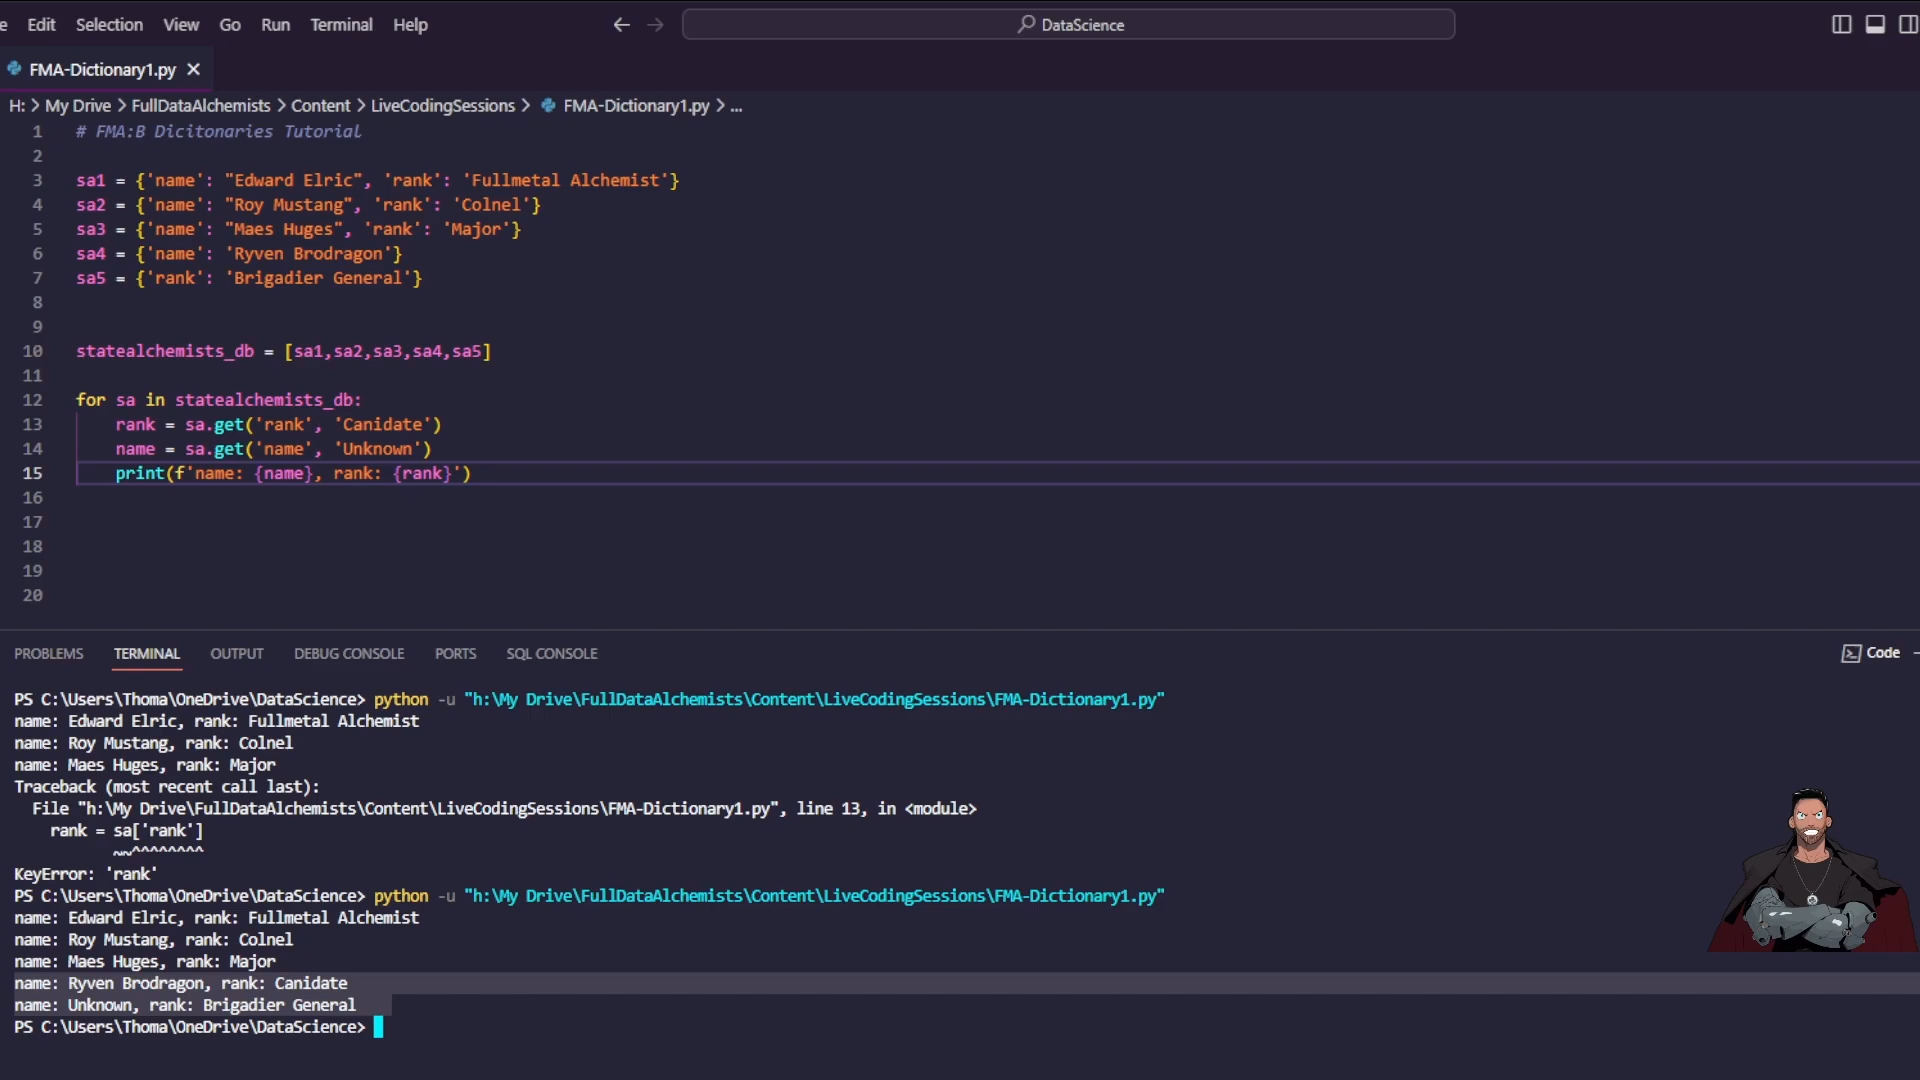 e Edit Selection View Go Run Terminal Help DataScience
FMA-Dictionary1.py
H: > My Drive > FullDataAlchemists > Content > LiveCodingSessions > FMA-Dictionary1.py > ...
1 # FMA:B Dicitonaries Tutorial
2
3 sa1 = {'name': "Edward Elric", 'rank': 'Fullmetal Alchemist'}
4 sa2 = {'name': "Roy Mustang", 'rank': 'Colnel'}
5 sa3 = {'name': "Maes Huges", 'rank': 'Major'}
6 sa4 = {'name': 'Ryven Brodragon'}
7 sa5 = {'rank': 'Brigadier General'}
8
9
10 statealchemists_db = [sa1,sa2,sa3,sa4,sa5]
11
12 for sa in statealchemists_db:
13     rank = sa.get('rank', 'Canidate')
14     name = sa.get('name', 'Unknown')
15     print(f'name: {name}, rank: {rank}')
16
17
18
19
20
PROBLEMS TERMINAL OUTPUT DEBUG CONSOLE PORTS SQL CONSOLE Code
PS C:\Users\Thoma\OneDrive\DataScience> python -u "h:\My Drive\FullDataAlchemists\Content\LiveCodingSessions\FMA-Dictionary1.py"
name: Edward Elric, rank: Fullmetal Alchemist
name: Roy Mustang, rank: Colnel
name: Maes Huges, rank: Major
Traceback (most recent call last):
  File "h:\My Drive\FullDataAlchemists\Content\LiveCodingSessions\FMA-Dictionary1.py", line 13, in <module>
    rank = sa['rank']
           ~~^^^^^^^^
KeyError: 'rank'
PS C:\Users\Thoma\OneDrive\DataScience> python -u "h:\My Drive\FullDataAlchemists\Content\LiveCodingSessions\FMA-Dictionary1.py"
name: Edward Elric, rank: Fullmetal Alchemist
name: Roy Mustang, rank: Colnel
name: Maes Huges, rank: Major
name: Ryven Brodragon, rank: Canidate
name: Unknown, rank: Brigadier General
PS C:\Users\Thoma\OneDrive\DataScience>